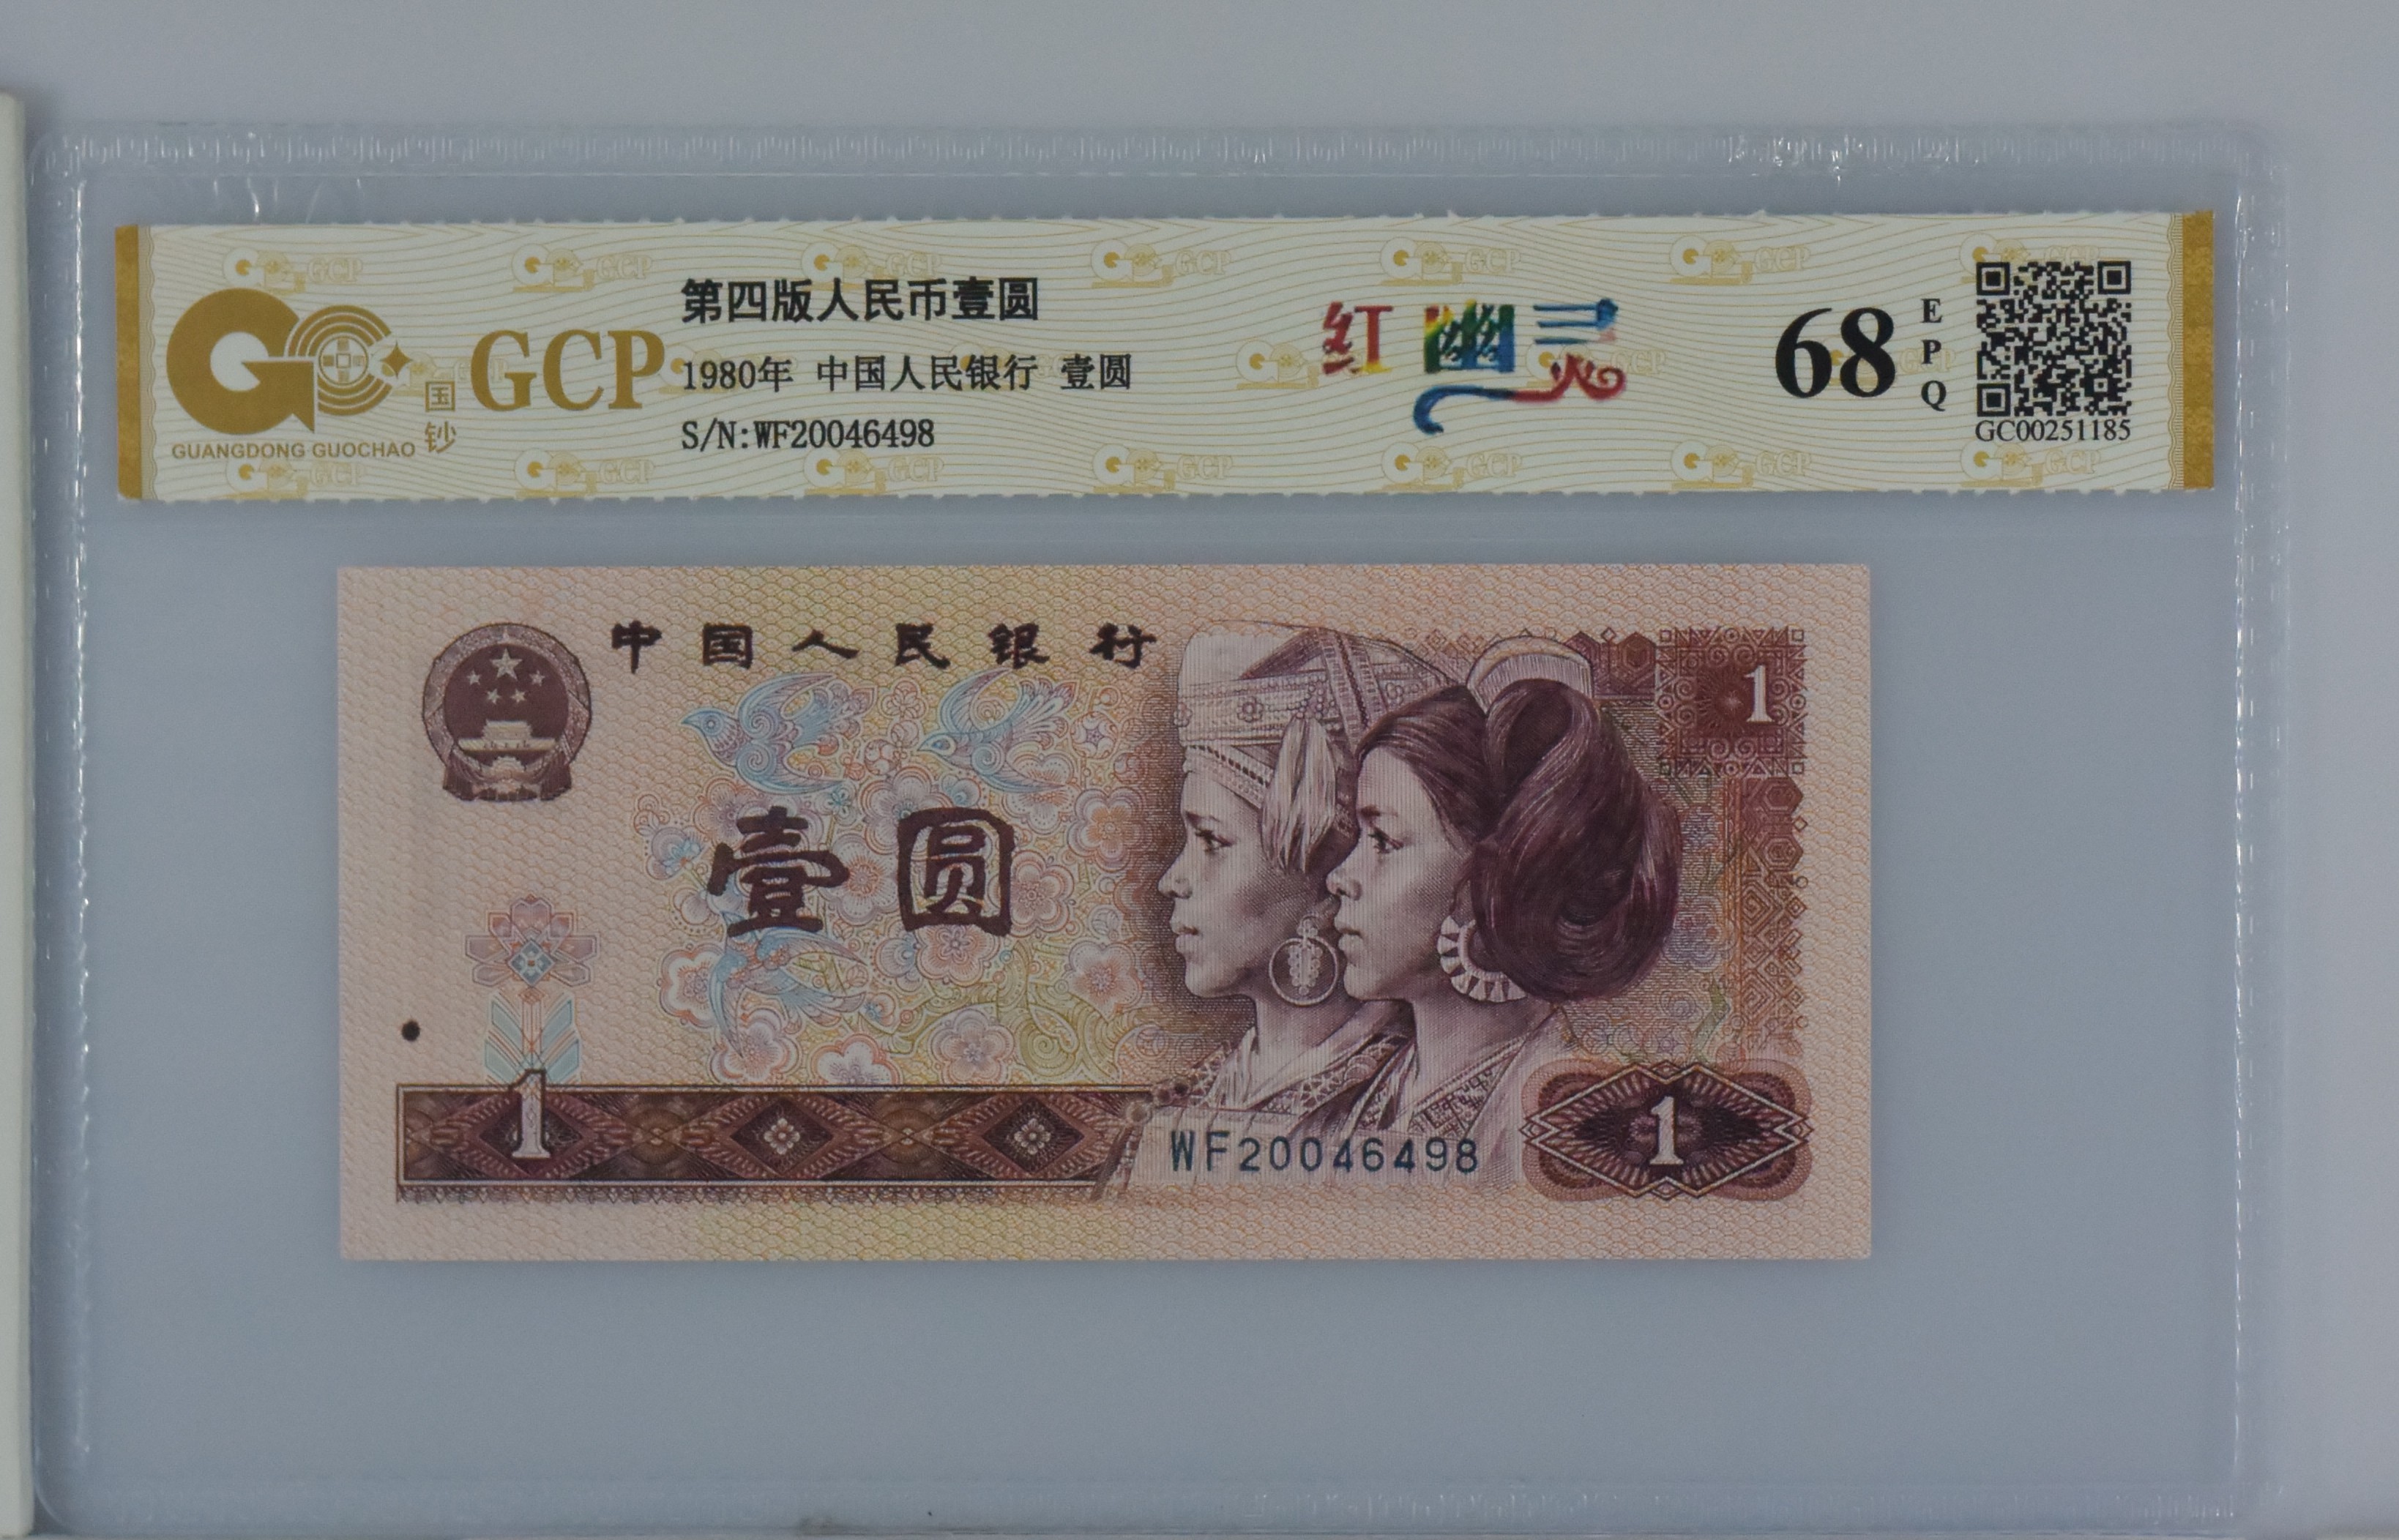 第四版人民币壹圆
GCP
1980年 中国人民银行 壹圆
S/N:WF20046498
国钞
GUANGDONG GUOCHAO
红幽灵
68
EPQ
GC00251185
中国人民银行
1
壹圆
1
1
WF20046498